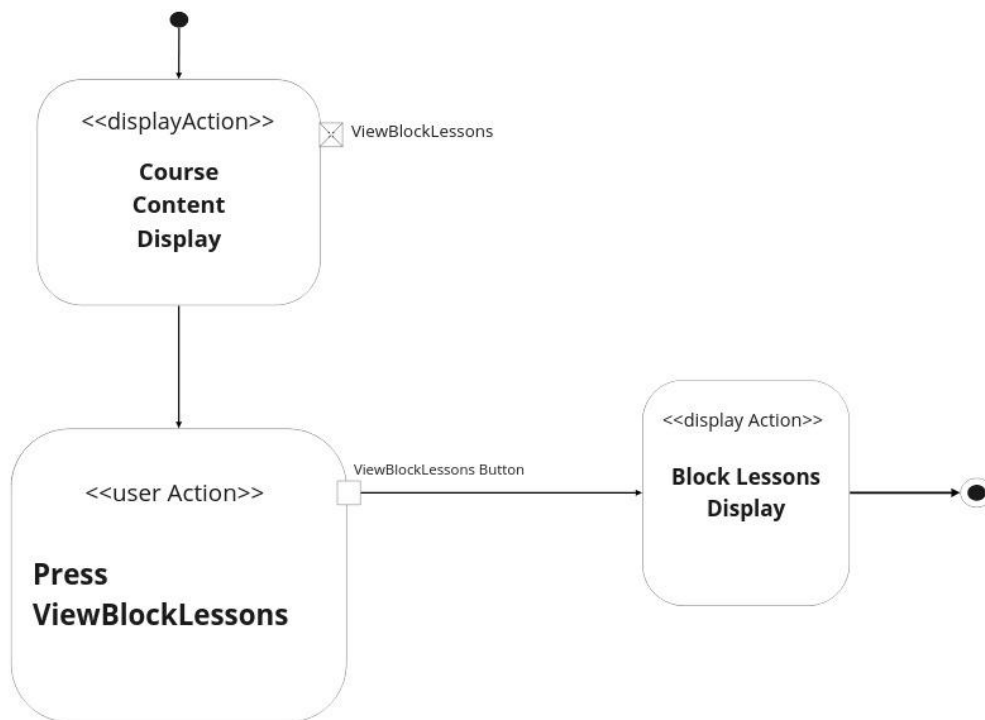 <<displayAction>>
Course
Content
Display
ViewBlockLessons
<<user Action>>
Press
ViewBlockLessons
ViewBlockLessons Button
<<display Action>>
Block Lessons
Display